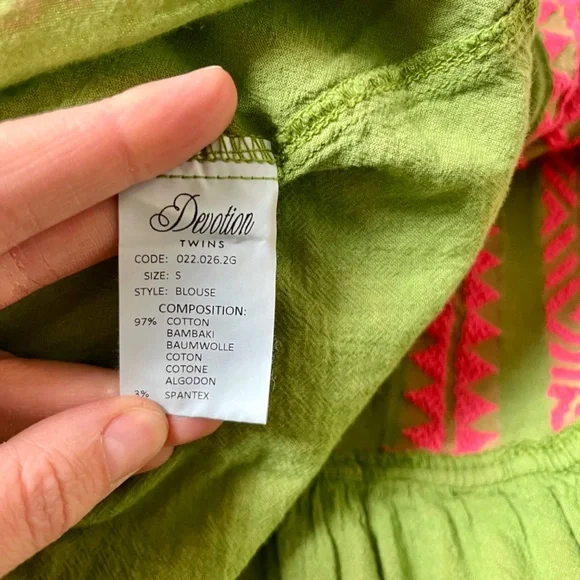 Devotion
TWINS
CODE: 022.026.2G
SIZE: S
STYLE: BLOUSE
COMPOSITION:
97% COTTON
BAMBAKI
BAUMWOLLE
COTON
COTONE
ALGODON
3% SPANTEX